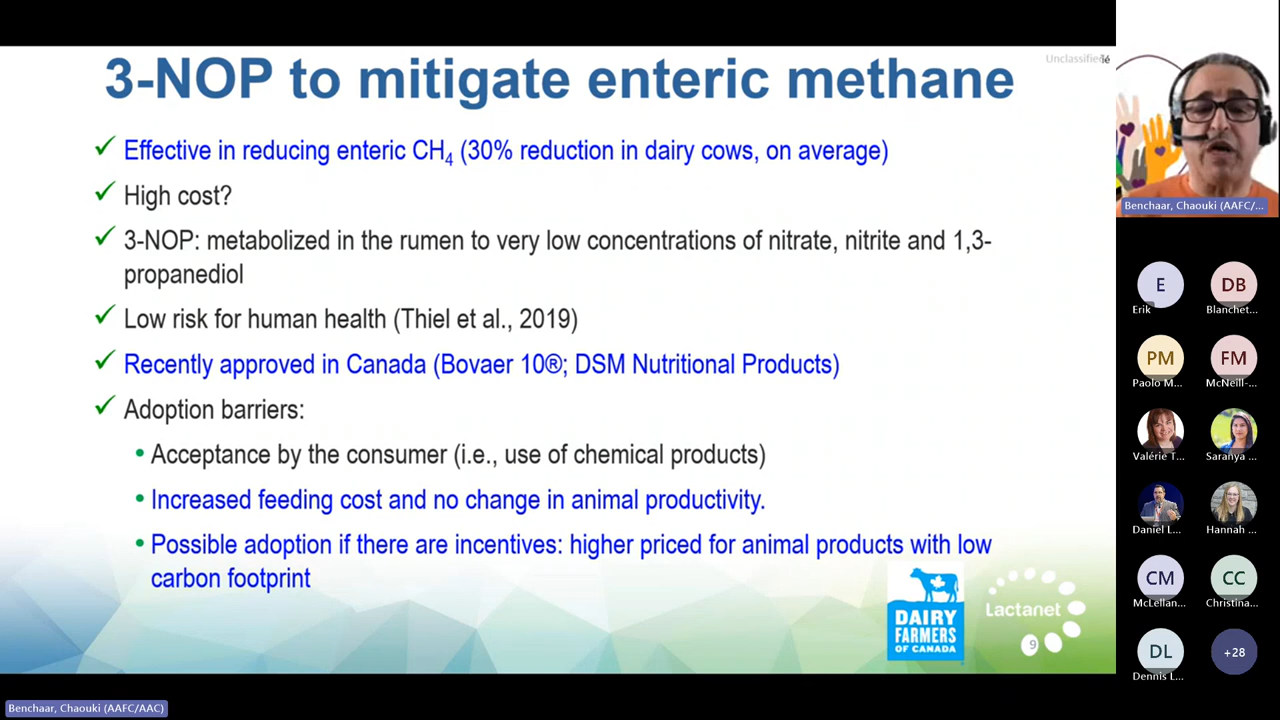 3-NOP to mitigate enteric methane
Unclassified
Effective in reducing enteric CH₄ (30% reduction in dairy cows, on average)
High cost?
3-NOP: metabolized in the rumen to very low concentrations of nitrate, nitrite and 1,3-
propanediol
Low risk for human health (Thiel et al., 2019)
Recently approved in Canada (Bovaer 10®; DSM Nutritional Products)
Adoption barriers:
Acceptance by the consumer (i.e., use of chemical products)
Increased feeding cost and no change in animal productivity.
Possible adoption if there are incentives: higher priced for animal products with low
carbon footprint
DAIRY
FARMERS
OF CANADA
Lactanet
9
Benchaar, Chaouki (AAFC/...
E
Erik
DB
Blanchet...
PM
Paolo M...
FM
McNeill-...
Valérie T...
Saranya ...
Daniel L...
Hannah ...
CM
McLellan...
CC
Christina...
DL
Dennis L...
+28
Benchaar, Chaouki (AAFC/AAC)